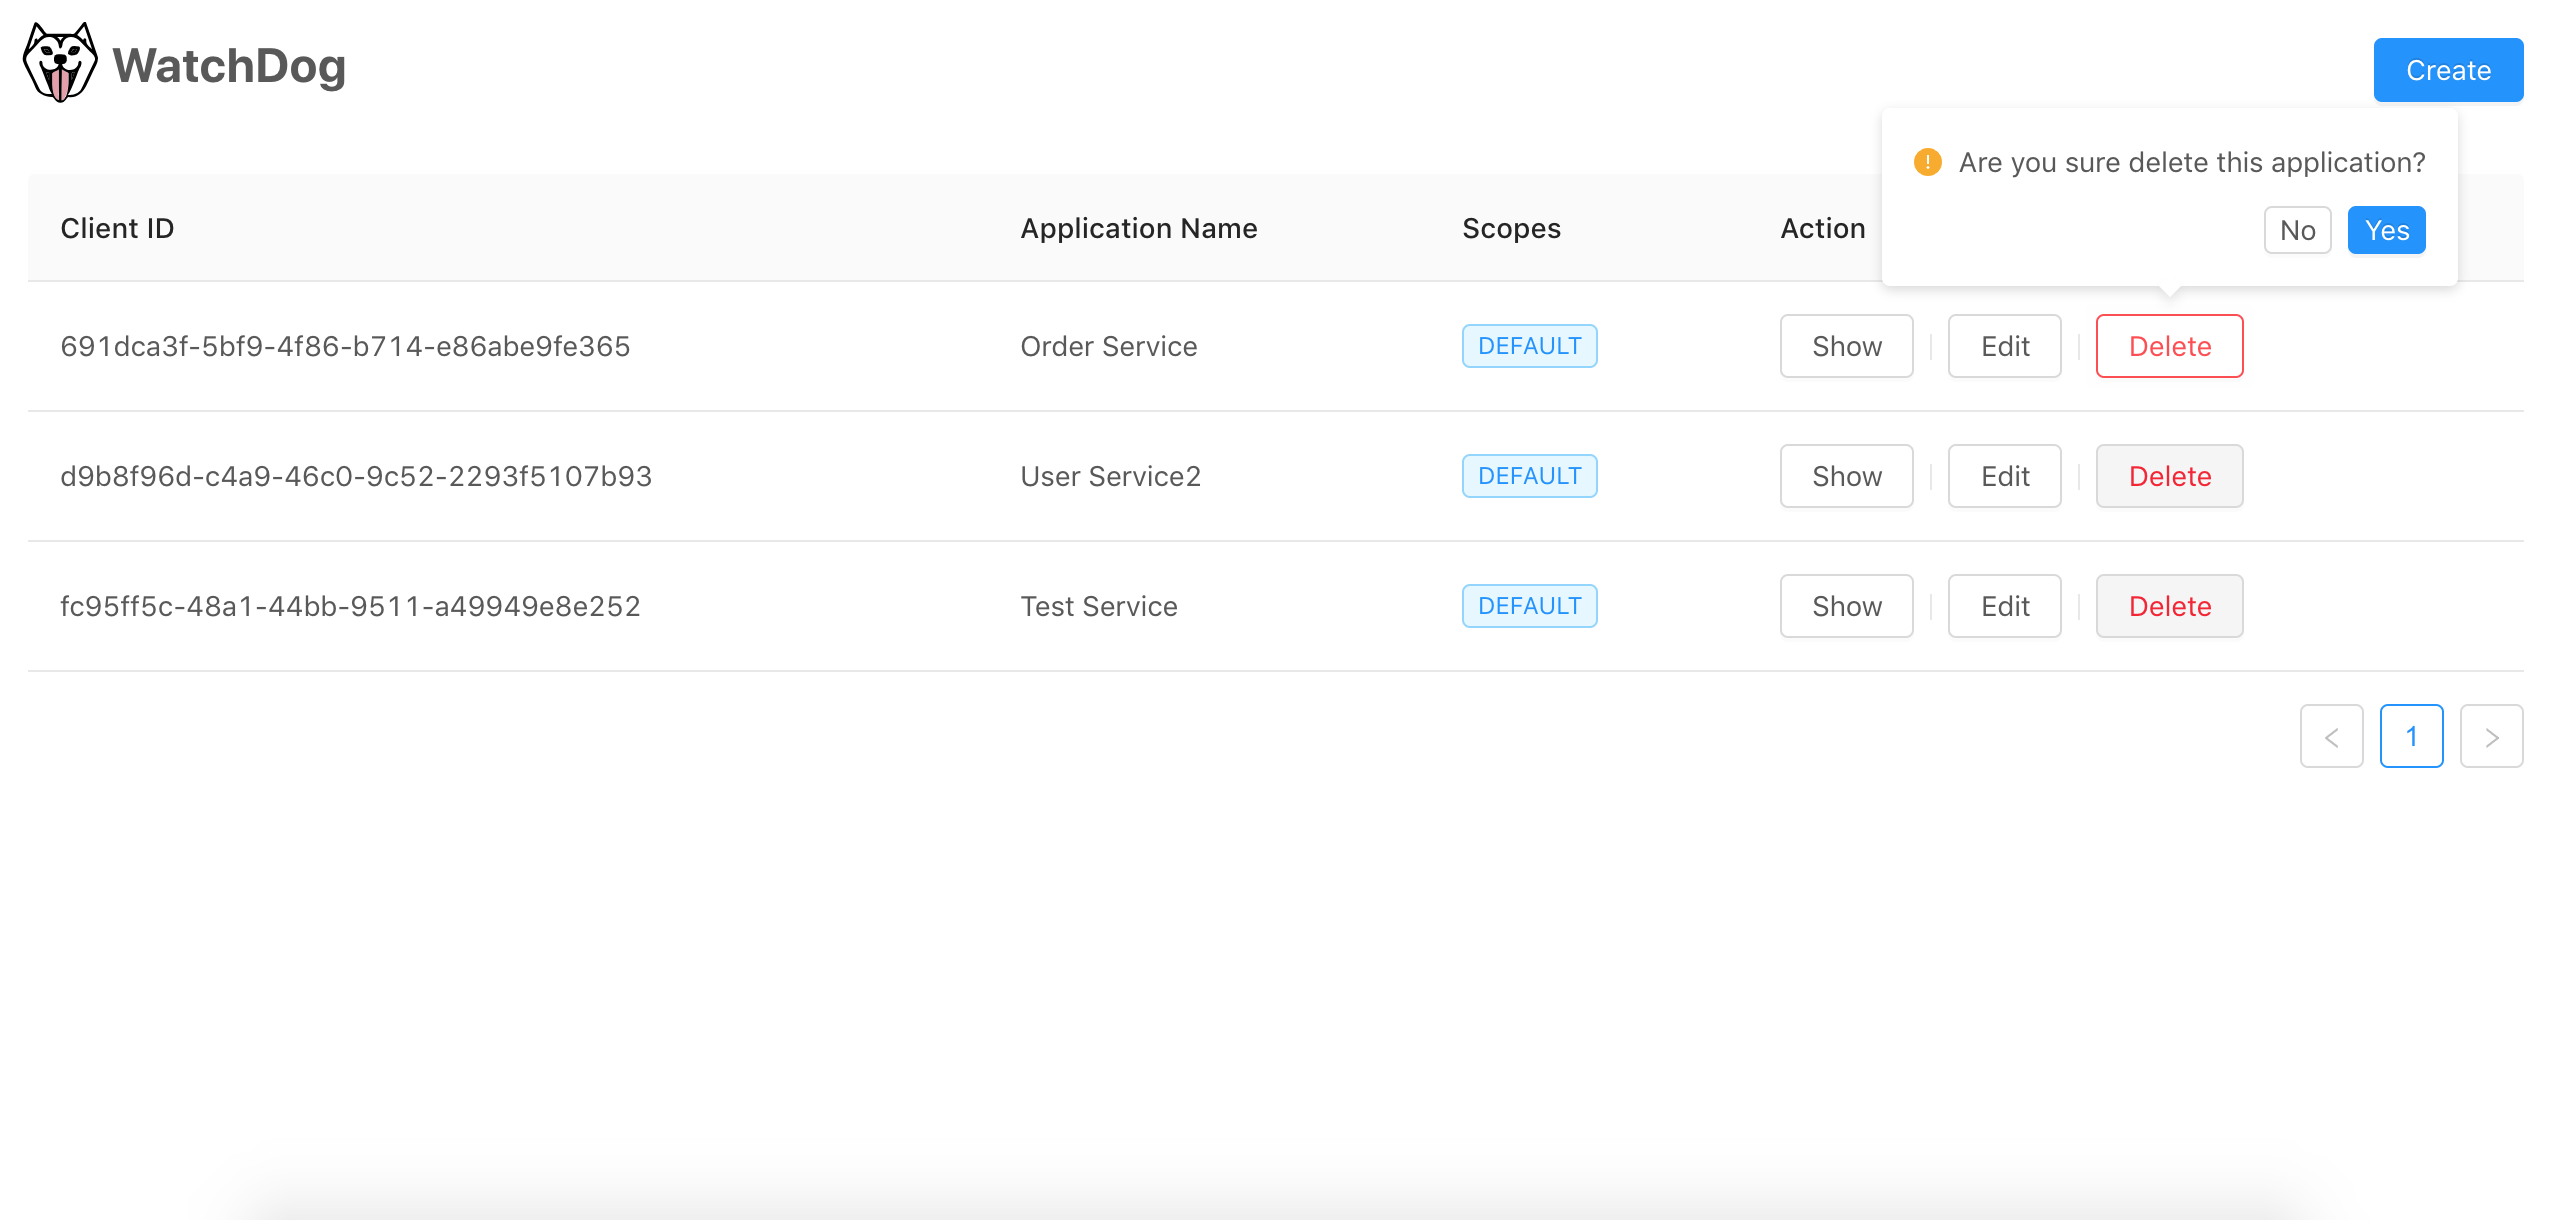 WatchDog
Create
Are you sure delete this application?
No Yes
Client ID Application Name Scopes Action
691dca3f-5bf9-4f86-b714-e86abe9fe365 Order Service DEFAULT Show Edit Delete
d9b8f96d-c4a9-46c0-9c52-2293f5107b93 User Service2 DEFAULT Show Edit Delete
fc95ff5c-48a1-44bb-9511-a49949e8e252 Test Service DEFAULT Show Edit Delete
< 1 >